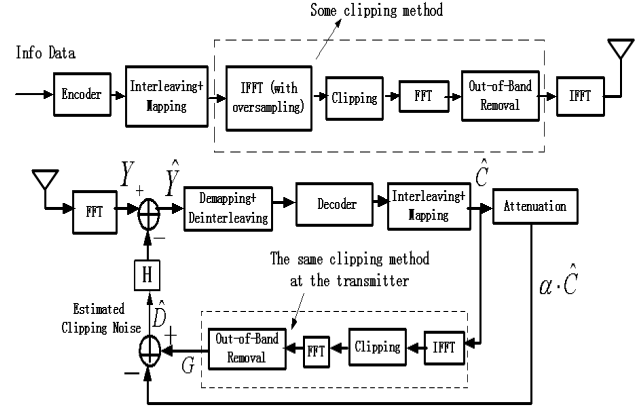 Some clipping method
Info Data
Encoder
Interleaving+
Mapping
IFFT (with
oversampling)
Clipping
FFT
Out-of-Band
Removal
IFFT
Y
+
Ŷ
Ĉ
FFT
−
Demapping+
Deinterleaving
Decoder
Interleaving+
Mapping
Attenuation
H
The same clipping method
at the transmitter
α·Ĉ
Estimated
Clipping Noise
D̂
+
−
G
Out-of-Band
Removal
FFT
Clipping
IFFT